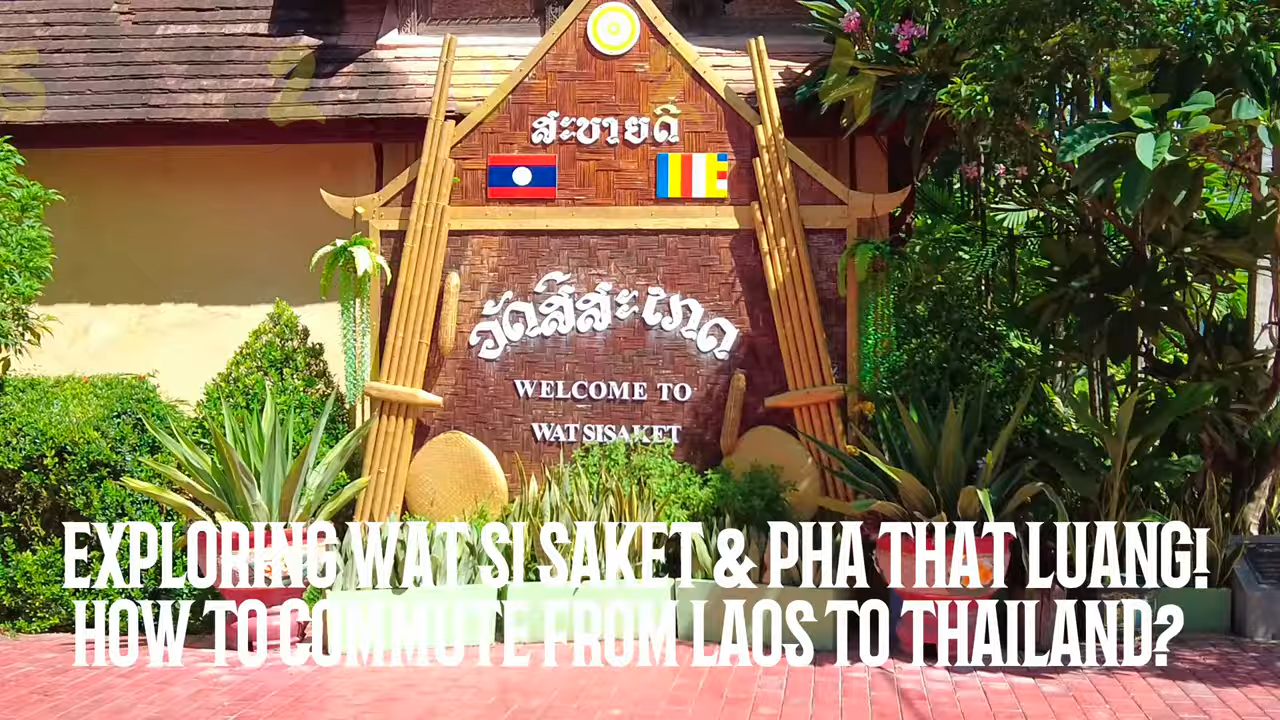 ສະບາຍດີ
ວັດສີສະເກດ
WELCOME TO
WAT SISAKET
EXPLORING WAT SI SAKET & PHA THAT LUANG!
HOW TO COMMUTE FROM LAOS TO THAILAND?